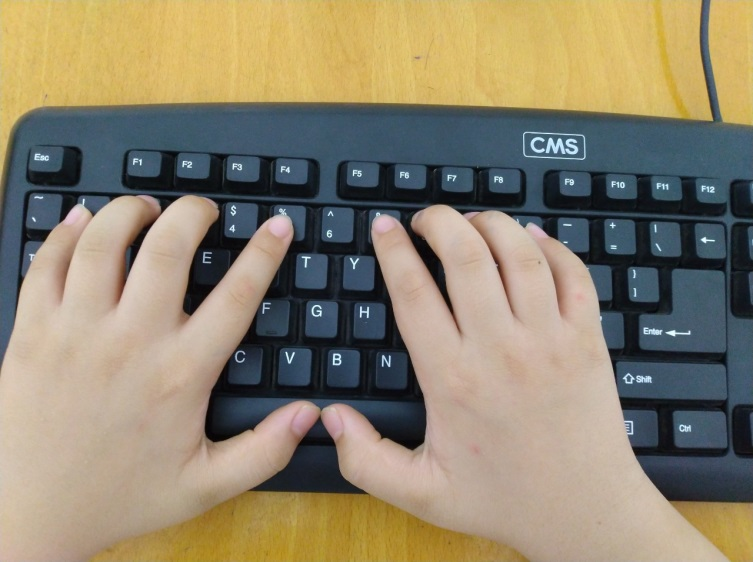 CMS
Esc F1 F2 F3 F4 F5 F6 F7 F8 F9 F10 F11 F12
~ $ % ^ & _ + |
` 4 6 - = \ ←
E T Y }
]
F G H Enter
C V B N Shift
Ctrl